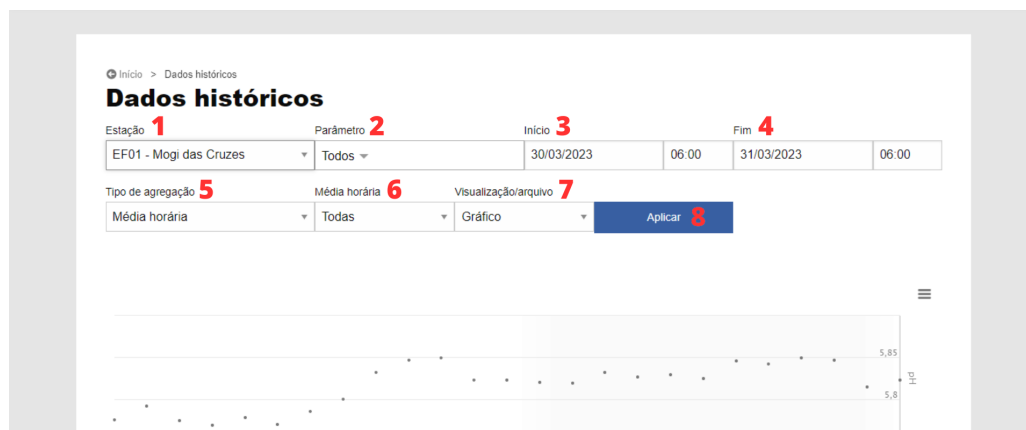 Início > Dados históricos
Dados históricos
Estação 1 Parâmetro 2 Início 3 Fim 4
EF01 - Mogi das Cruzes Todos 30/03/2023 06:00 31/03/2023 06:00
Tipo de agregação 5 Média horária 6 Visualização/arquivo 7
Média horária Todas Gráfico Aplicar 8
5,85
pH
5,8